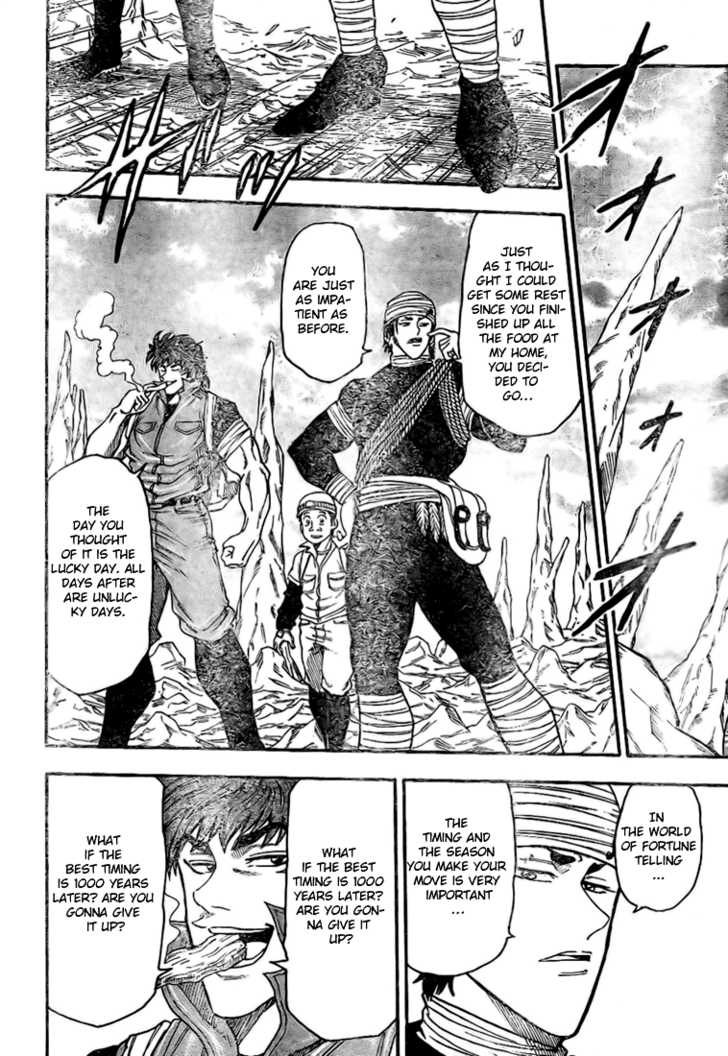 JUST
AS I THOU-
GHT I COULD
GET SOME REST
SINCE YOU FINI-
SHED UP ALL
THE FOOD AT
MY HOME,
YOU DECI-
DED TO
GO...
YOU
ARE JUST
AS IMPA-
TIENT AS
BEFORE.
THE
DAY YOU
THOUGHT
OF IT IS THE
LUCKY DAY. ALL
DAYS AFTER
ARE UNLUC-
KY DAYS.
IN
THE WORLD
OF FORTUNE
TELLING
...
THE
TIMING AND
THE SEASON
YOU MAKE YOUR
MOVE IS VERY
IMPORTANT
...
WHAT
IF THE BEST
TIMING IS 1000
YEARS LATER?
ARE YOU GON-
NA GIVE IT
UP?
WHAT
IF THE
BEST TIMING
IS 1000 YEARS
LATER? ARE YOU
GONNA GIVE
IT UP?